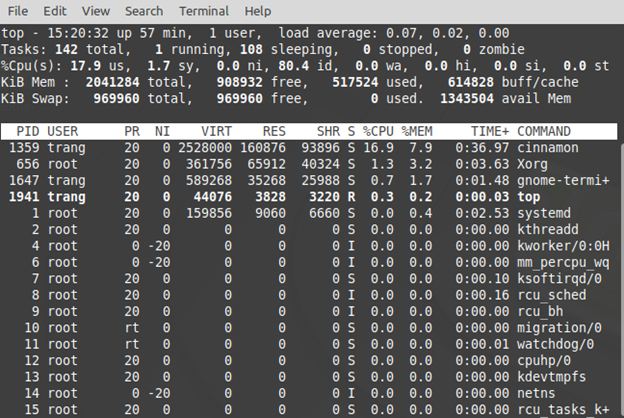 File Edit View Search Terminal Help
top - 15:20:32 up 57 min, 1 user, load average: 0.07, 0.02, 0.00
Tasks: 142 total, 1 running, 108 sleeping, 0 stopped, 0 zombie
%Cpu(s): 17.9 us, 1.7 sy, 0.0 ni, 80.4 id, 0.0 wa, 0.0 hi, 0.0 si, 0.0 st
KiB Mem : 2041284 total, 908932 free, 517524 used, 614828 buff/cache
KiB Swap: 969960 total, 969960 free, 0 used. 1343504 avail Mem
PID USER PR NI VIRT RES SHR S %CPU %MEM TIME+ COMMAND
1359 trang 20 0 2528000 160876 93896 S 16.9 7.9 0:36.97 cinnamon
656 root 20 0 361756 65912 40324 S 1.3 3.2 0:03.63 Xorg
1647 trang 20 0 589268 35268 25988 S 0.7 1.7 0:01.48 gnome-termi+
1941 trang 20 0 44076 3828 3220 R 0.3 0.2 0:00.03 top
1 root 20 0 159856 9060 6660 S 0.0 0.4 0:02.53 systemd
2 root 20 0 0 0 0 S 0.0 0.0 0:00.00 kthreadd
4 root 0 -20 0 0 0 I 0.0 0.0 0:00.00 kworker/0:0H
6 root 0 -20 0 0 0 I 0.0 0.0 0:00.00 mm_percpu_wq
7 root 20 0 0 0 0 S 0.0 0.0 0:00.10 ksoftirqd/0
8 root 20 0 0 0 0 I 0.0 0.0 0:00.16 rcu_sched
9 root 20 0 0 0 0 I 0.0 0.0 0:00.00 rcu_bh
10 root rt 0 0 0 0 S 0.0 0.0 0:00.00 migration/0
11 root rt 0 0 0 0 S 0.0 0.0 0:00.01 watchdog/0
12 root 20 0 0 0 0 S 0.0 0.0 0:00.00 cpuhp/0
13 root 20 0 0 0 0 S 0.0 0.0 0:00.00 kdevtmpfs
14 root 0 -20 0 0 0 I 0.0 0.0 0:00.00 netns
15 root 20 0 0 0 0 S 0.0 0.0 0:00.00 rcu_tasks_k+